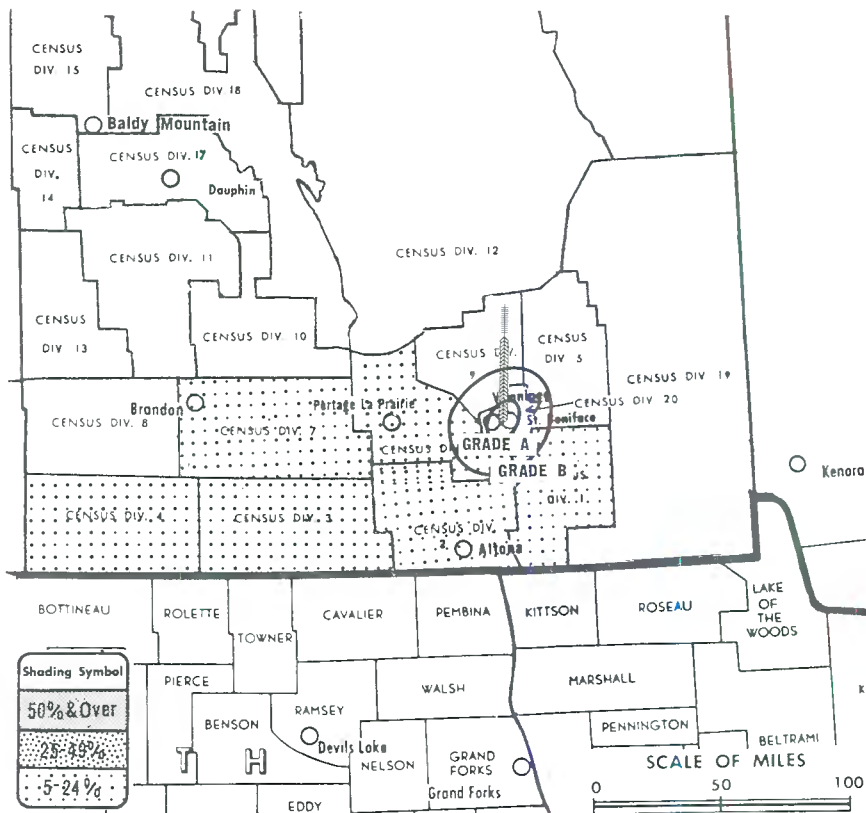 CENSUS
DIV. 15
CENSUS DIV. 18
Baldy Mountain
CENSUS DIV. 17
CENSUS
DIV.
14
Dauphin
CENSUS DIV. 11
CENSUS DIV. 12
CENSUS
DIV. 13
CENSUS DIV. 10
CENSUS DIV.
9
CENSUS
DIV. 5
CENSUS DIV 19
CENSUS DIV. 20
Brandon
Portage La Prairie
St. Boniface
CENSUS DIV. 8
CENSUS DIV. 7
GRADE A
GRADE B
Kenora
DIV. 1.
CENSUS DIV. 4
CENSUS DIV. 3
CENSUS DIV.
2.
Altona
BOTTINEAU
ROLETTE
TOWNER
CAVALIER
PEMBINA
KITTSON
ROSEAU
LAKE
OF
THE
WOODS
Shading Symbol
50% & Over
25-49%
5-24%
PIERCE
BENSON
RAMSEY
WALSH
MARSHALL
PENNINGTON
BELTRAMI
K
T H
Devils Lake
NELSON
GRAND
FORKS
Grand Forks
EDDY
SCALE OF MILES
0 50 100